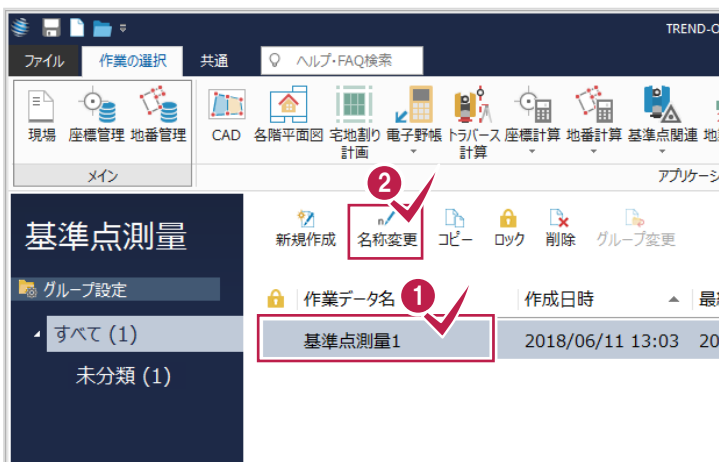 TREND-O
ファイル 作業の選択 共通 ヘルプ・FAQ検索
現場 座標管理 地番管理 CAD 各階平面図 宅地割り 電子野帳 トラバース 座標計算 地番計算 基準点関連 地
計画 計算
メイン アプリケーシ
2
基準点測量
新規作成 名称変更 コピー ロック 削除 グループ変更
グループ設定
作業データ名 1 作成日時 最
すべて (1)
基準点測量1 2018/06/11 13:03 20
未分類 (1)